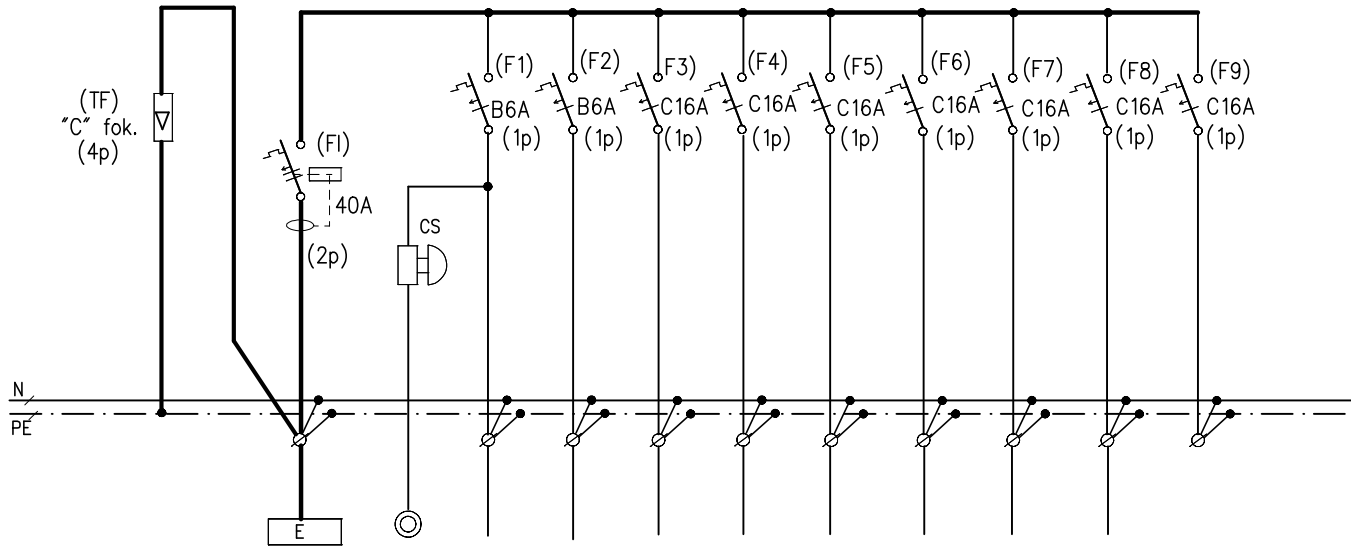 (TF)
"C" fok.
(4p)
(FI)
40A
(2p)
CS
(F1)
B6A
(1p)
(F2)
B6A
(1p)
F3)
C16A
(1p)
(F4)
C16A
(1p)
(F5)
C16A
(1p)
(F6)
C16A
(1p)
(F7)
C16A
(1p)
(F8)
C16A
(1p)
(F9)
C16A
(1p)
N
PE
E